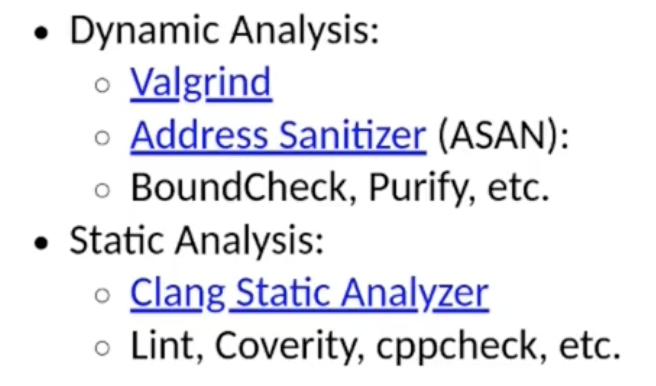 • Dynamic Analysis:
○ Valgrind
○ Address Sanitizer (ASAN):
○ BoundCheck, Purify, etc.
• Static Analysis:
○ Clang Static Analyzer
○ Lint, Coverity, cppcheck, etc.